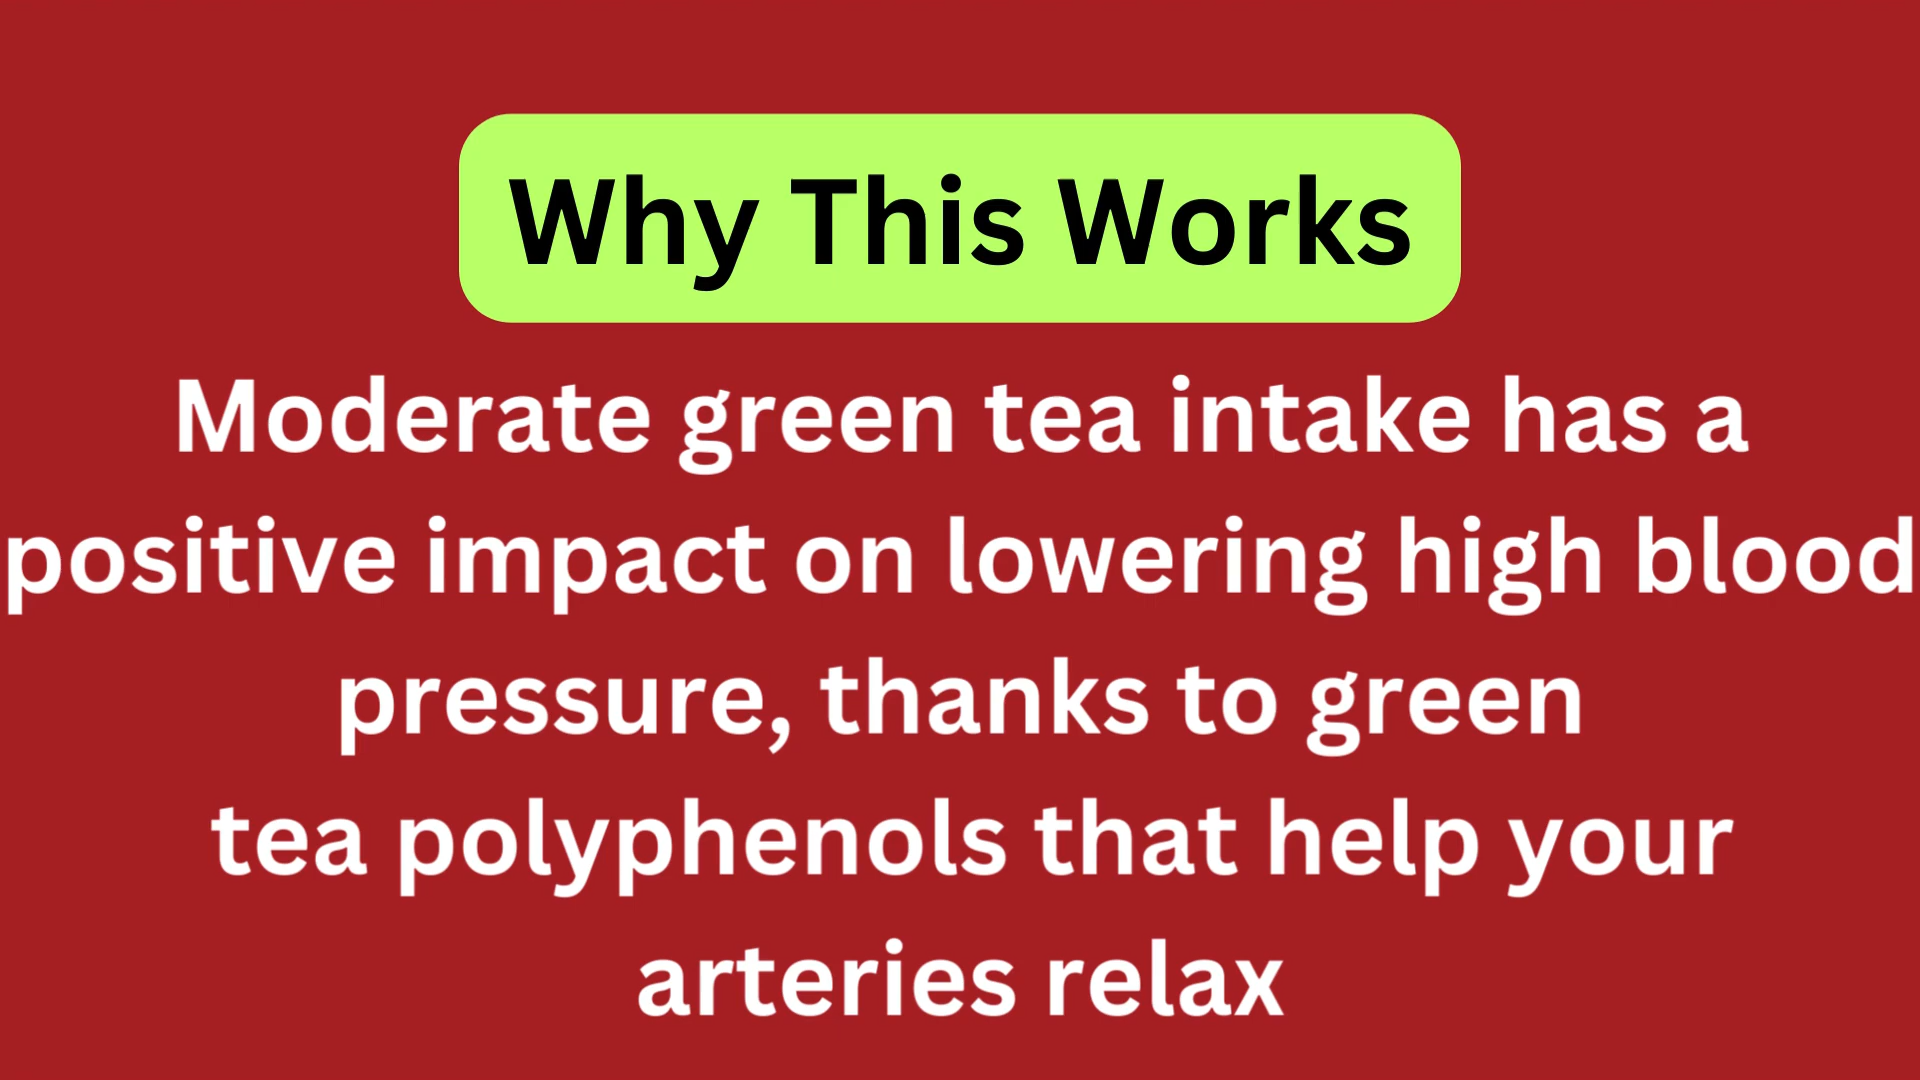 Why This Works
Moderate green tea intake has a
positive impact on lowering high blood
pressure, thanks to green
tea polyphenols that help your
arteries relax